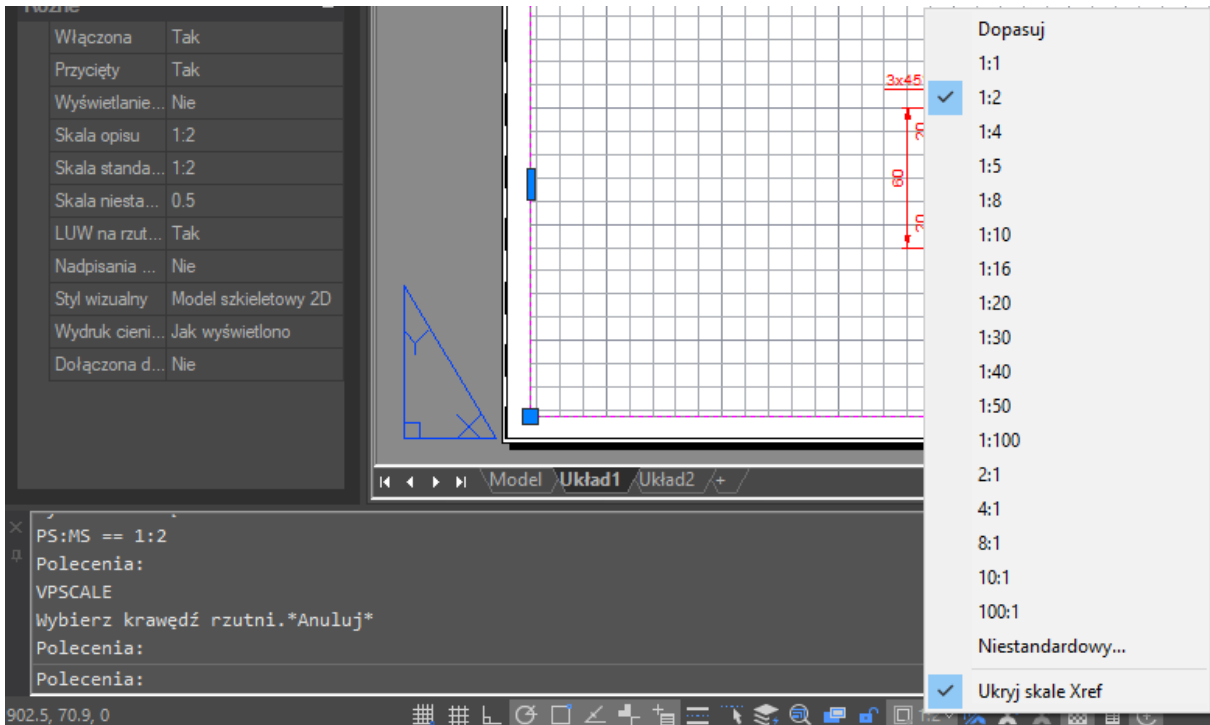 Różne
Włączona Tak
Przycięty Tak
Wyświetlanie... Nie
Skala opisu 1:2
Skala standa... 1:2
Skala niesta... 0.5
LUW na rzut... Tak
Nadpisania ... Nie
Styl wizualny Model szkieletowy 2D
Wydruk cieni... Jak wyświetlono
Dołączona d... Nie
Y
X
3x45
20
60
20
Model Układ1 Układ2 +
PS:MS == 1:2
Polecenia:
VPSCALE
Wybierz krawędź rzutni.*Anuluj*
Polecenia:
Polecenia:
902.5, 70.9, 0
1:2
Dopasuj
1:1
1:2
1:4
1:5
1:8
1:10
1:16
1:20
1:30
1:40
1:50
1:100
2:1
4:1
8:1
10:1
100:1
Niestandardowy...
Ukryj skale Xref